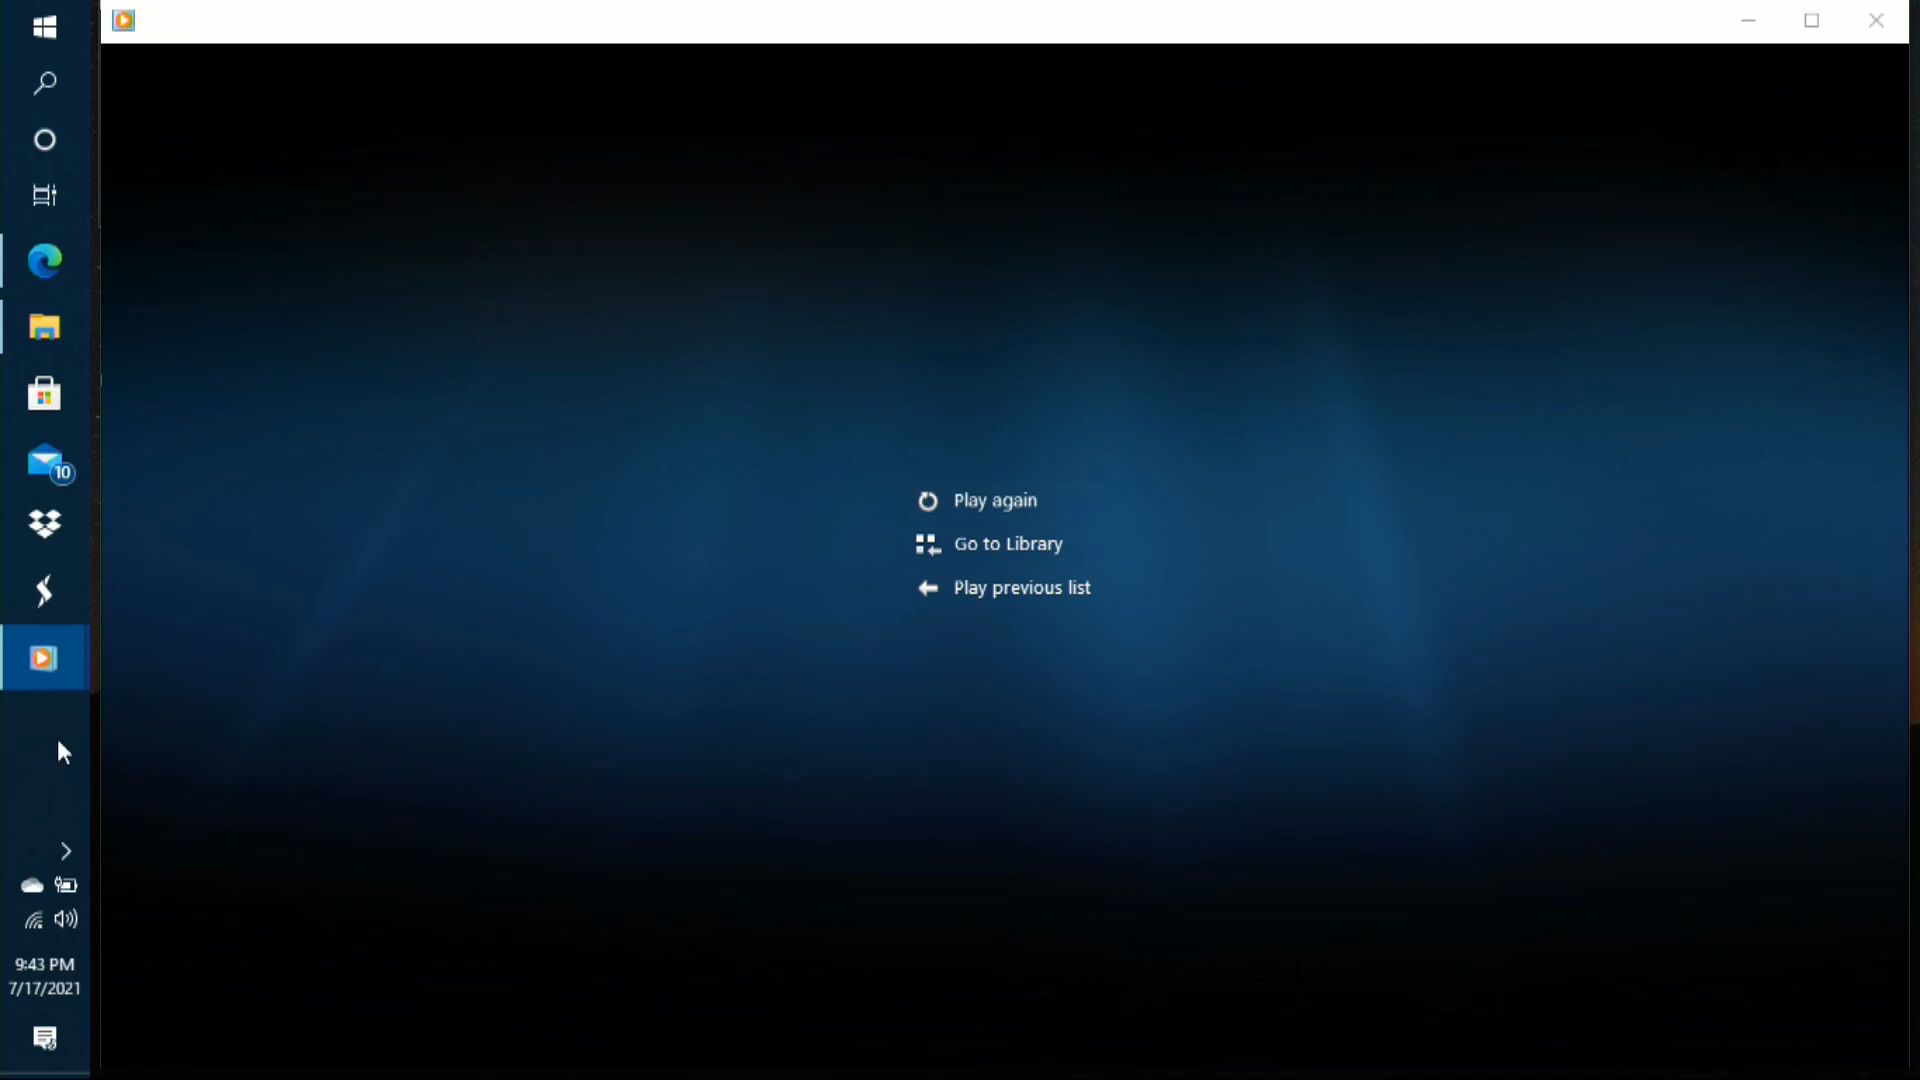 10
9:43 PM
7/17/2021
Play again
Go to Library
Play previous list